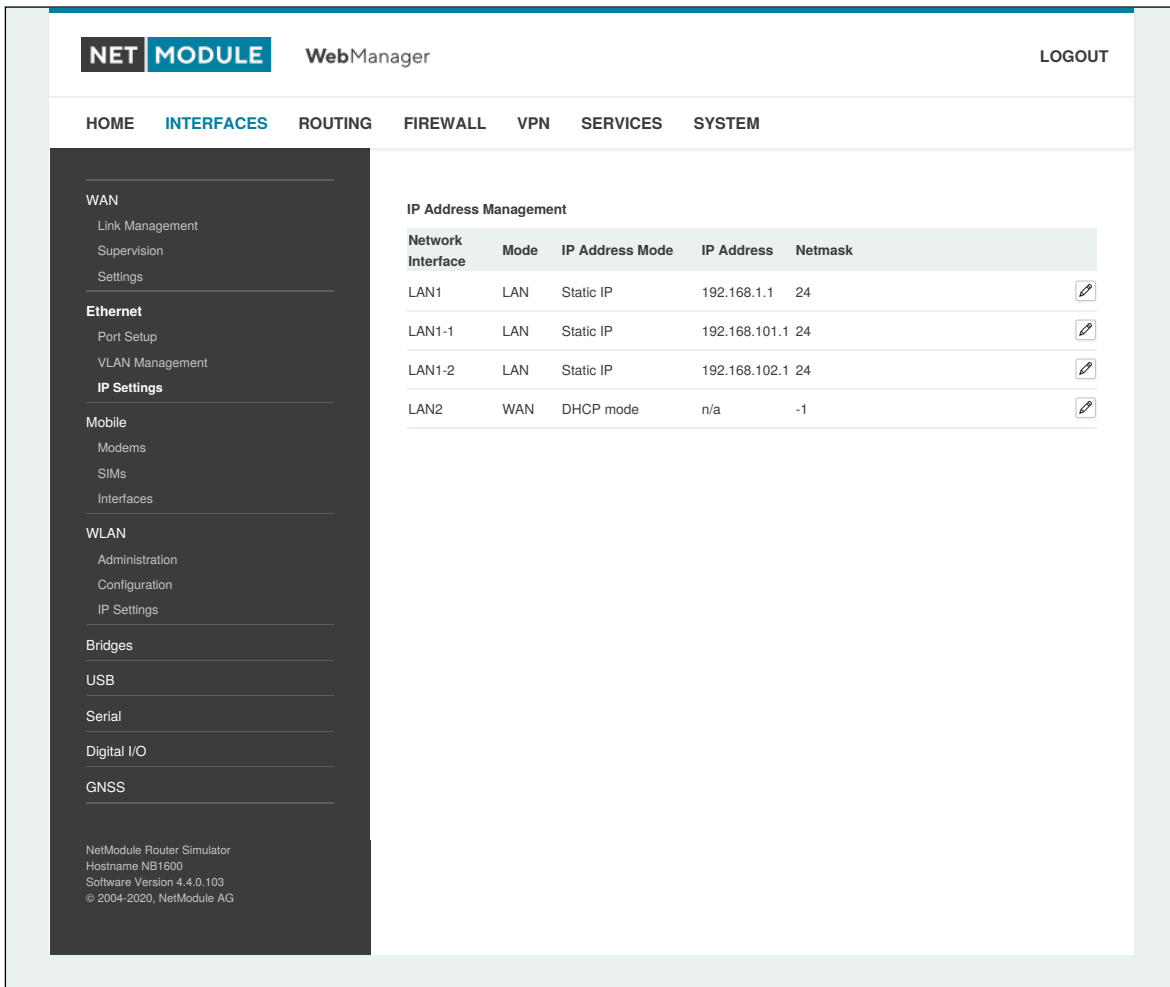 NET MODULE WebManager LOGOUT
HOME INTERFACES ROUTING FIREWALL VPN SERVICES SYSTEM
WAN
Link Management
Supervision
Settings
Ethernet
Port Setup
VLAN Management
IP Settings
Mobile
Modems
SIMs
Interfaces
WLAN
Administration
Configuration
IP Settings
Bridges
USB
Serial
Digital I/O
GNSS
NetModule Router Simulator
Hostname NB1600
Software Version 4.4.0.103
© 2004-2020, NetModule AG
IP Address Management
Network Interface Mode IP Address Mode IP Address Netmask
LAN1 LAN Static IP 192.168.1.1 24
LAN1-1 LAN Static IP 192.168.101.1 24
LAN1-2 LAN Static IP 192.168.102.1 24
LAN2 WAN DHCP mode n/a -1